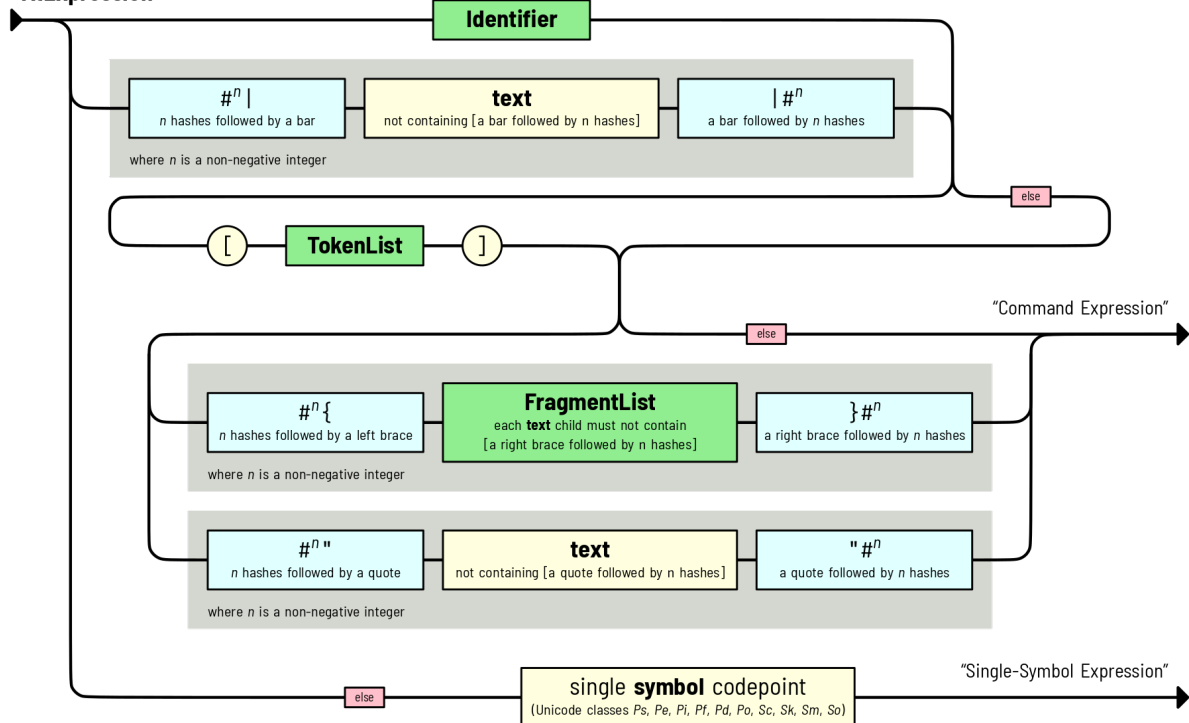 Identifier
#ⁿ|
n hashes followed by a bar
text
not containing [a bar followed by n hashes]
|#ⁿ
a bar followed by n hashes
where n is a non-negative integer
else
[
TokenList
]
“Command Expression”
else
#ⁿ{
n hashes followed by a left brace
FragmentList
each text child must not contain
[a right brace followed by n hashes]
}#ⁿ
a right brace followed by n hashes
where n is a non-negative integer
#ⁿ"
n hashes followed by a quote
text
not containing [a quote followed by n hashes]
"#ⁿ
a quote followed by n hashes
where n is a non-negative integer
“Single-Symbol Expression”
else
single symbol codepoint
(Unicode classes Ps, Pe, Pi, Pf, Pd, Po, Sc, Sk, Sm, So)